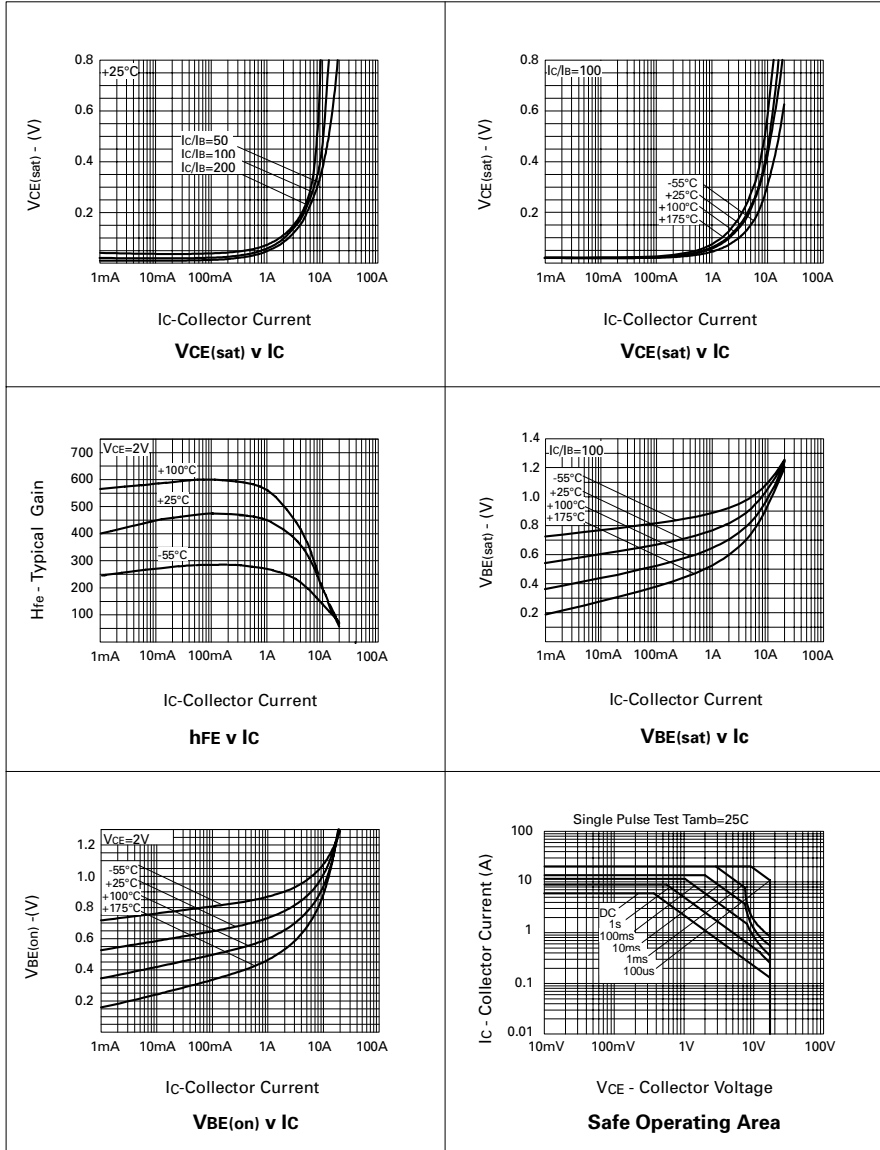 0.8
+25°C
0.6
0.4
0.2
IC/IB=50
IC/IB=100
IC/IB=200
VCE(sat) - (V)
1mA 10mA 100mA 1A 10A 100A
IC-Collector Current
VCE(sat) v IC
0.8
IC/IB=100
0.6
0.4
0.2
-55°C
+25°C
+100°C
+175°C
VCE(sat) - (V)
1mA 10mA 100mA 1A 10A 100A
IC-Collector Current
VCE(sat) v IC
700
600
500
400
300
200
100
VCE=2V
+100°C
+25°C
-55°C
Hfe - Typical Gain
1mA 10mA 100mA 1A 10A 100A
IC-Collector Current
hFE v IC
1.4
1.2
1.0
0.8
0.6
0.4
0.2
IC/IB=100
-55°C
+25°C
+100°C
+175°C
VBE(sat) - (V)
1mA 10mA 100mA 1A 10A 100A
IC-Collector Current
VBE(sat) v Ic
1.2
1.0
0.8
0.6
0.4
0.2
VCE=2V
-55°C
+25°C
+100°C
+175°C
VBE(on) -(V)
1mA 10mA 100mA 1A 10A 100A
IC-Collector Current
VBE(on) v IC
Single Pulse Test Tamb=25C
100
10
1
0.1
0.01
DC
1s
100ms
10ms
1ms
100us
Ic - Collector Current (A)
10mV 100mV 1V 10V 100V
VCE - Collector Voltage
Safe Operating Area